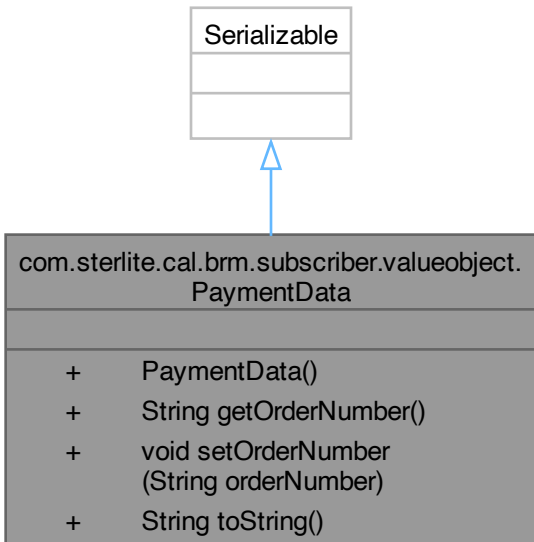 Serializable
com.sterlite.cal.brm.subscriber.valueobject.
PaymentData
+ PaymentData()
+ String getOrderNumber()
+ void setOrderNumber
(String orderNumber)
+ String toString()